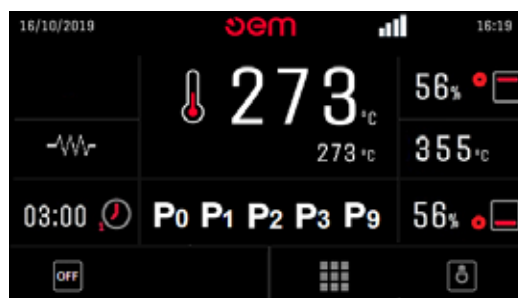 16/10/2019 oem 16:19
273°C 56%
273°C 355°C
03:00 1 P0 P1 P2 P3 P9 56%
OFF